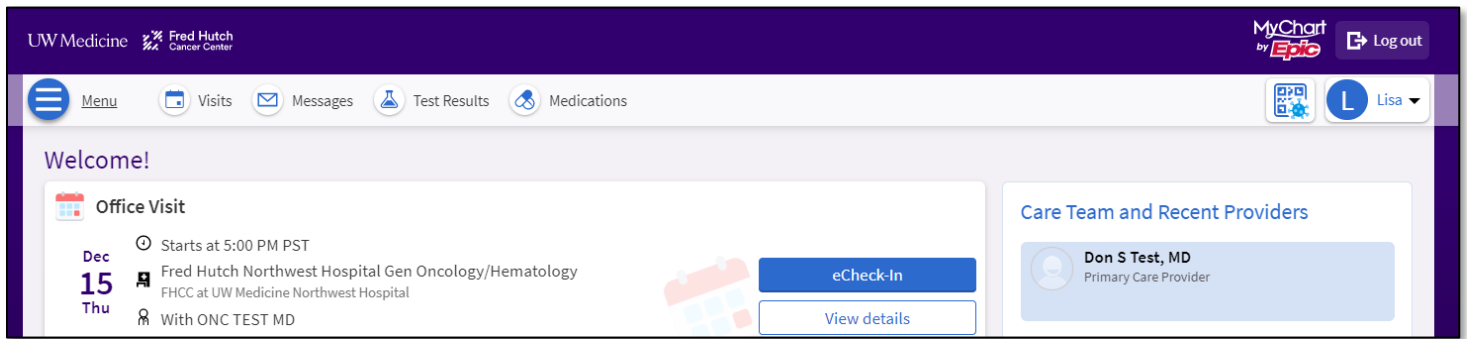 UW Medicine Fred Hutch Cancer Center
MyChart by Epic
Log out
Menu Visits Messages Test Results Medications
L Lisa
Welcome!
Office Visit
Dec 15 Thu
Starts at 5:00 PM PST
Fred Hutch Northwest Hospital Gen Oncology/Hematology
FHCC at UW Medicine Northwest Hospital
With ONC TEST MD
eCheck-In
View details
Care Team and Recent Providers
Don S Test, MD
Primary Care Provider